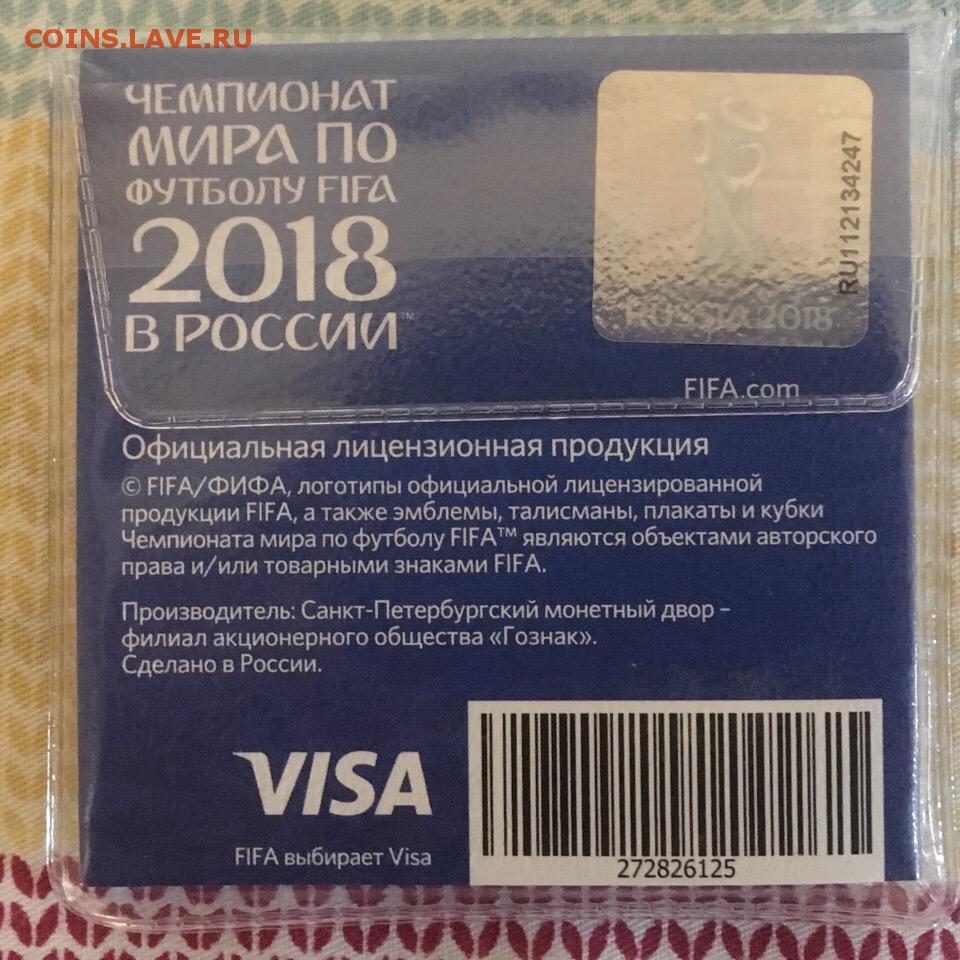 COINS.LAVE.RU
ЧЕМПИОНАТ
МИРА ПО
ФУТБОЛУ FIFA
2018
В РОССИИ™
RU112134247
RUSSIA 2018
FIFA.com
Официальная лицензионная продукция
© FIFA/ФИФА, логотипы официальной лицензированной
продукции FIFA, а также эмблемы, талисманы, плакаты и кубки
Чемпионата мира по футболу FIFA™ являются объектами авторского
права и/или товарными знаками FIFA.
Производитель: Санкт-Петербургский монетный двор –
филиал акционерного общества «Гознак».
Сделано в России.
VISA
FIFA выбирает Visa
272826125